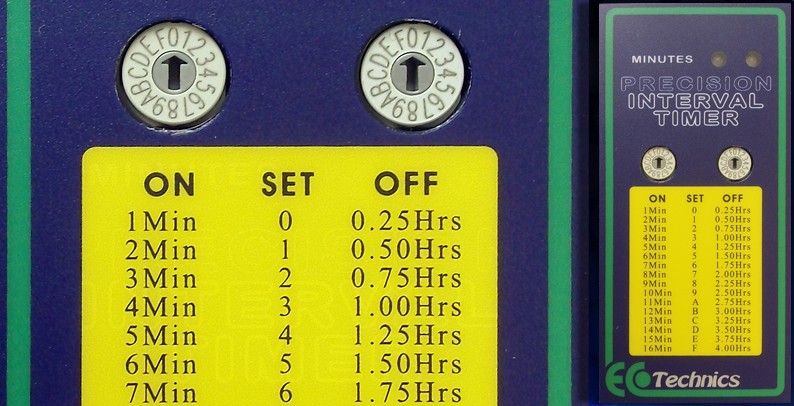 CDEF0123456789AB
CDEF0123456789AB
ON SET OFF
1Min 0 0.25Hrs
2Min 1 0.50Hrs
3Min 2 0.75Hrs
4Min 3 1.00Hrs
5Min 4 1.25Hrs
6Min 5 1.50Hrs
7Min 6 1.75Hrs
MINUTES
PRECISION
INTERVAL
TIMER
ON SET OFF
1Min 0 0.25Hrs
2Min 1 0.50Hrs
3Min 2 0.75Hrs
4Min 3 1.00Hrs
5Min 4 1.25Hrs
6Min 5 1.50Hrs
7Min 6 1.75Hrs
8Min 7 2.00Hrs
9Min 8 2.25Hrs
10Min 9 2.50Hrs
11Min A 2.75Hrs
12Min B 3.00Hrs
13Min C 3.25Hrs
14Min D 3.50Hrs
15Min E 3.75Hrs
16Min F 4.00Hrs
ECOTechnics